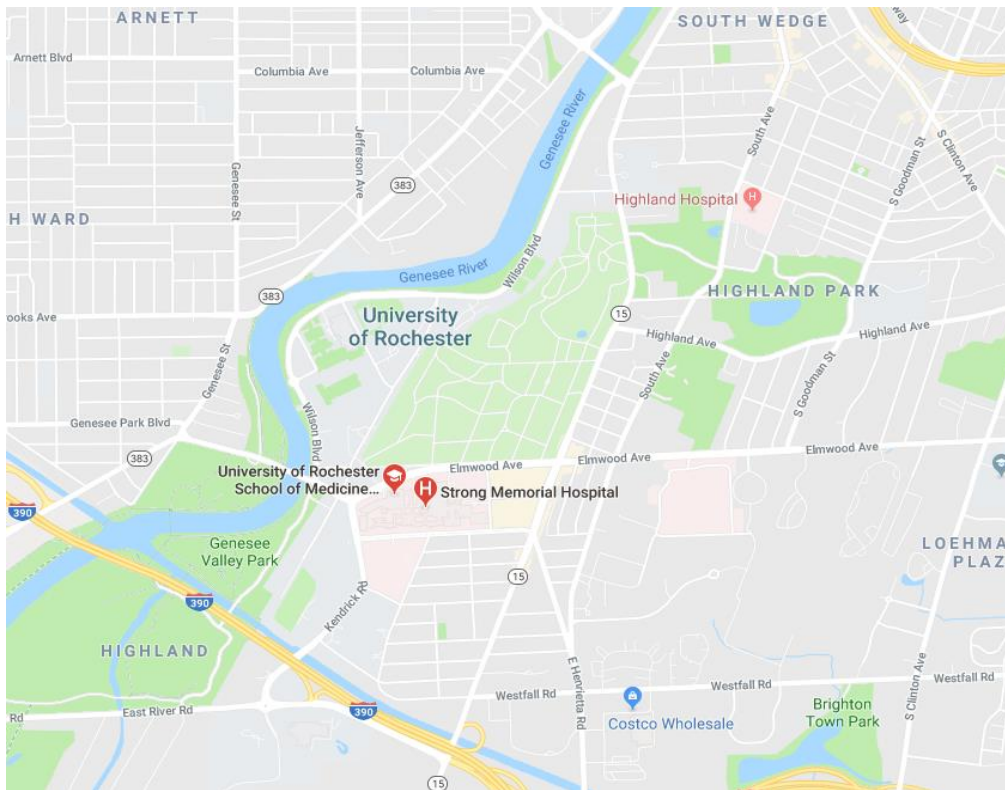 ARNETT
SOUTH WEDGE
way
Arnett Blvd
Columbia Ave
Columbia Ave
Genesee River
Jefferson Ave
South Ave
S Clinton Ave
S Goodman St
Genesee St
383
Highland Hospital
H
H WARD
Genesee River
Wilson Blvd
383
HIGHLAND PARK
ooks Ave
University
of Rochester
15
Highland Ave
Highland Ave
Genesee St
South Ave
S Goodman St
Wilson Blvd
Genesee Park Blvd
383
Elmwood Ave
Elmwood Ave
Elmwood Ave
University of Rochester
School of Medicine...
H
Strong Memorial Hospital
390
Genesee
Valley Park
LOEHMA
PLAZ
15
390
Kendrick Rd
HIGHLAND
E Henrietta Rd
S Clinton Ave
Westfall Rd
Westfall Rd
Rd
East River Rd
390
Costco Wholesale
Brighton
Town Park
15